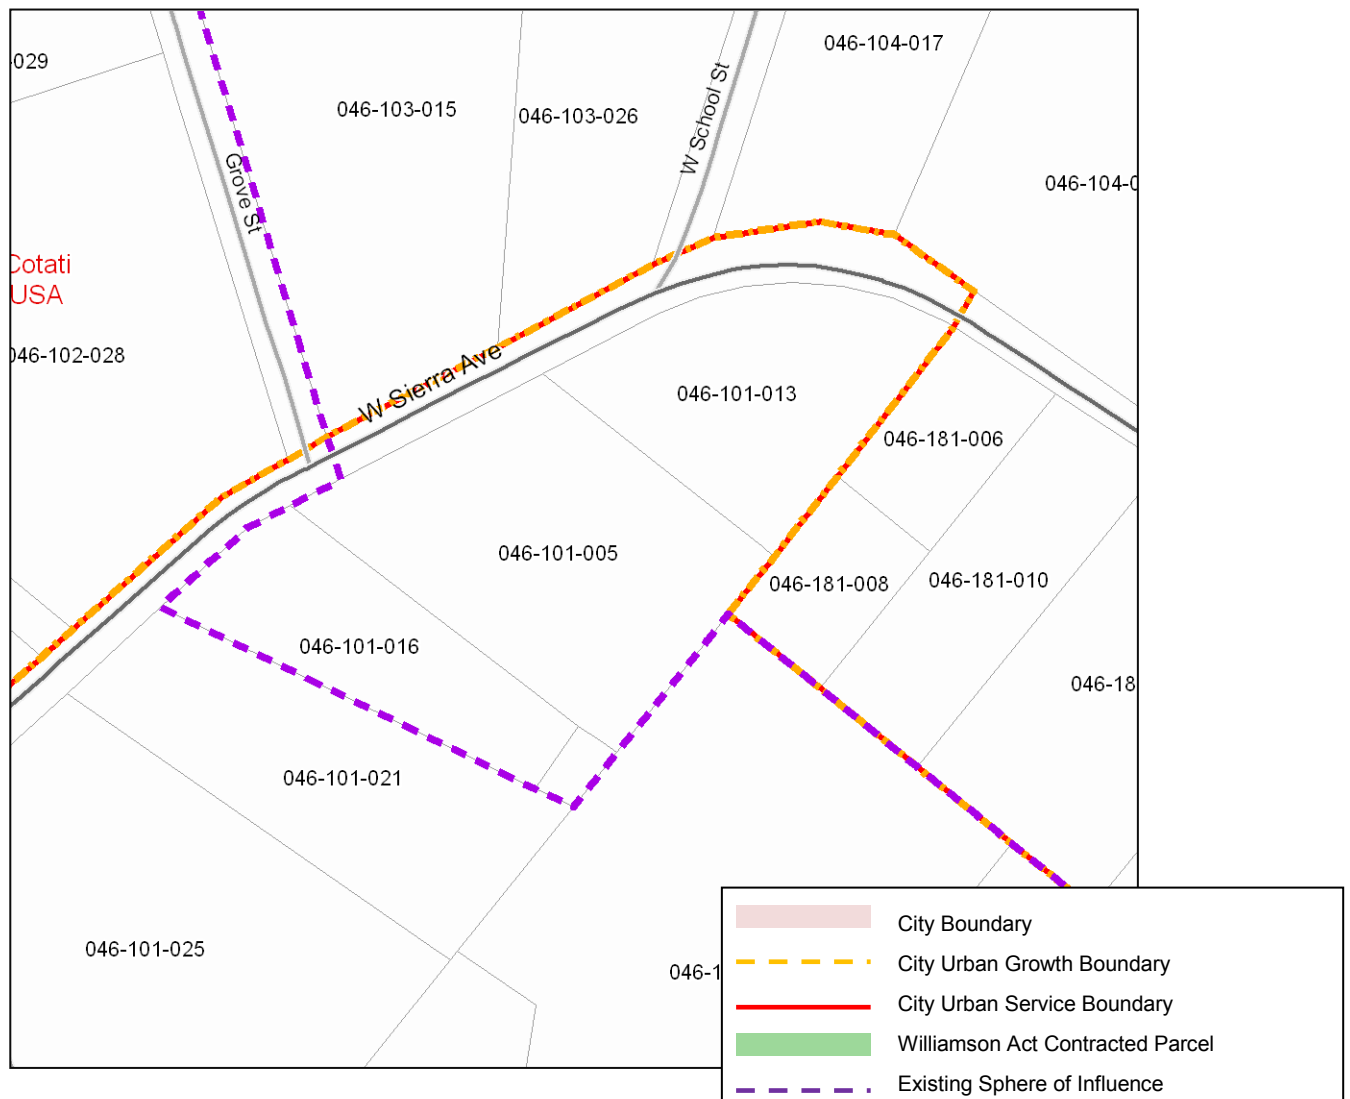 -029
046-103-015
046-103-026
W School St
046-104-017
046-104-0
Grove St
Cotati
USA
046-102-028
W Sierra Ave
046-101-013
046-181-006
046-101-005
046-181-008
046-181-010
046-101-016
046-18
046-101-021
046-101-025
046-1
City Boundary
City Urban Growth Boundary
City Urban Service Boundary
Williamson Act Contracted Parcel
Existing Sphere of Influence